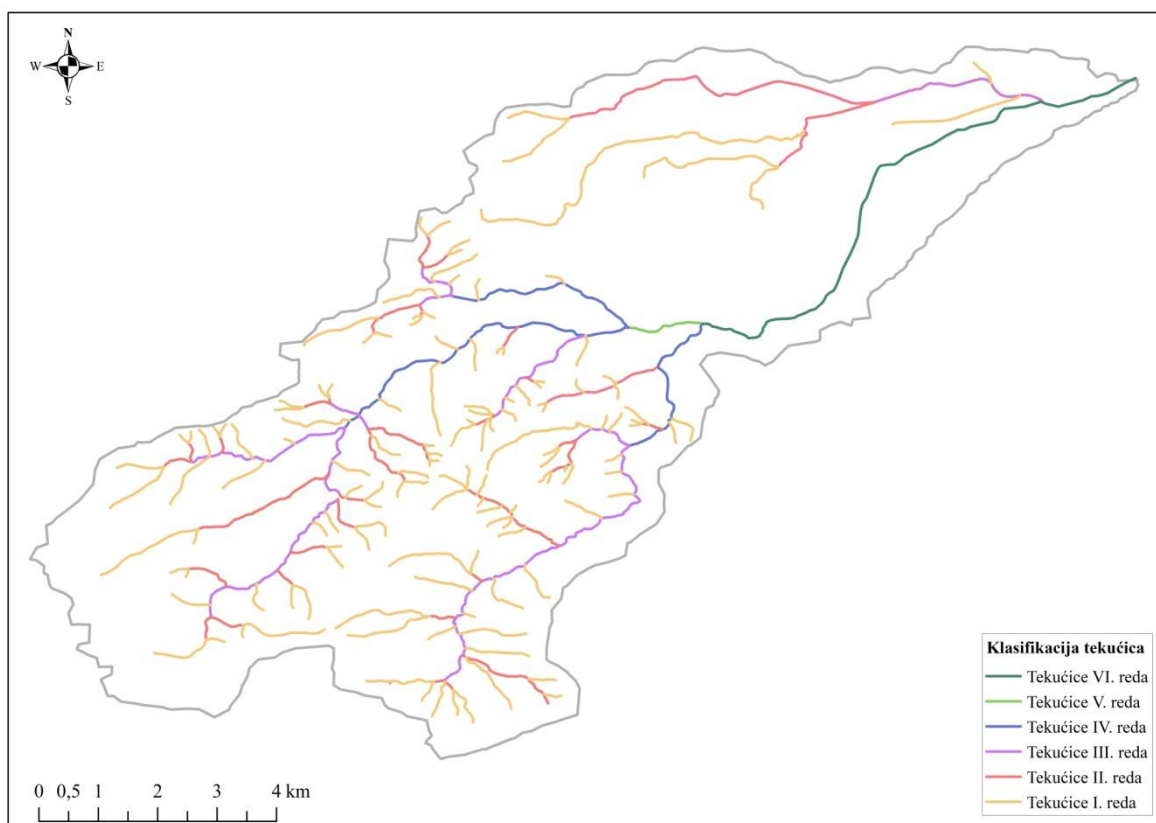 N
W E
S
Klasifikacija tekućica
Tekućice VI. reda
Tekućice V. reda
Tekućice IV. reda
Tekućice III. reda
Tekućice II. reda
Tekućice I. reda
0 0,5 1 2 3 4 km